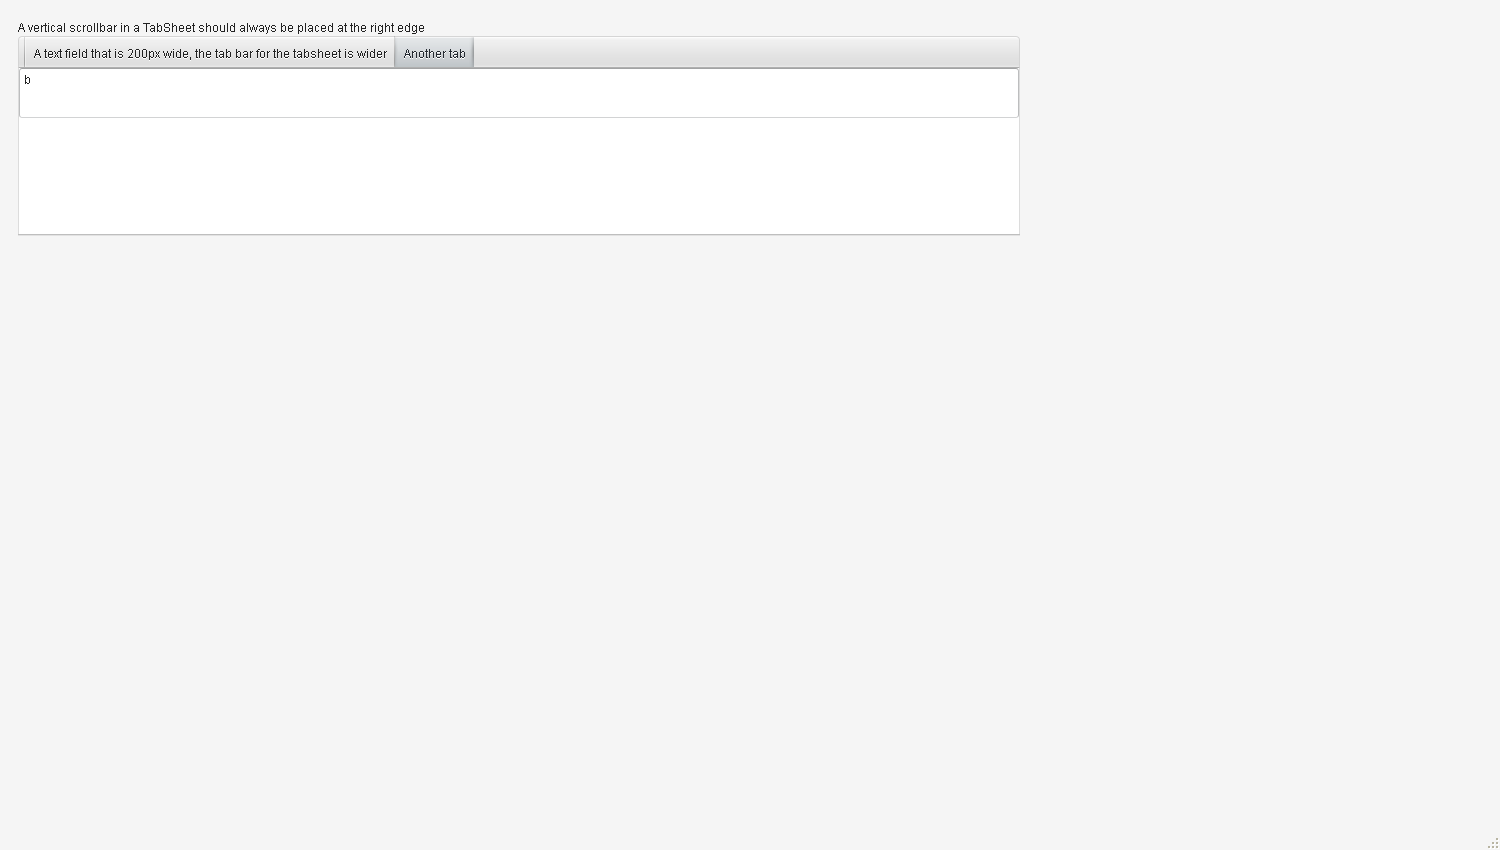 A vertical scrollbar in a TabSheet should always be placed at the right edge
A text field that is 200px wide, the tab bar for the tabsheet is wider Another tab
b